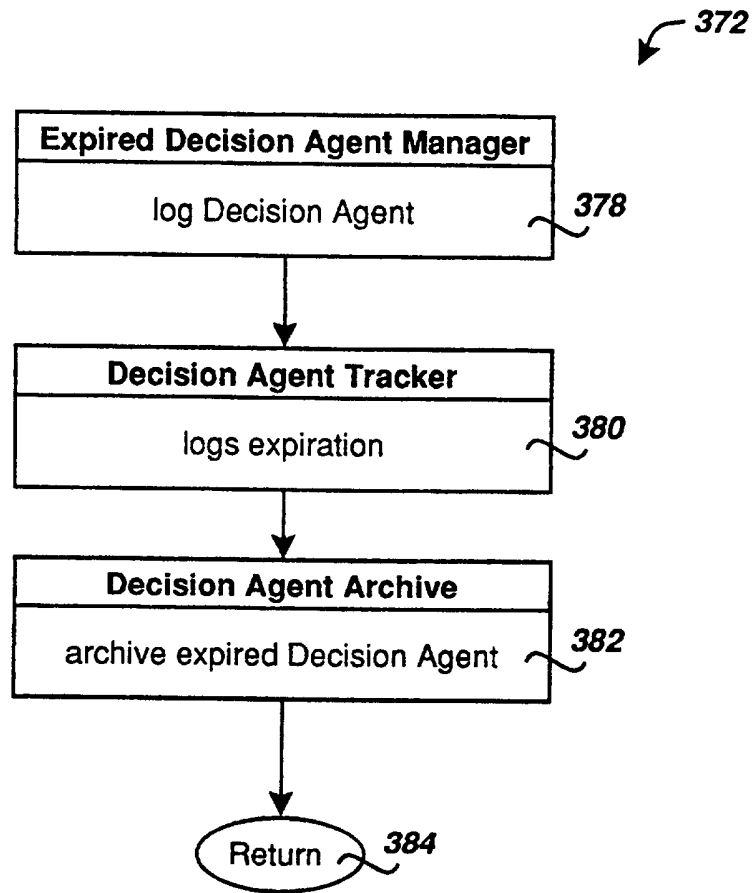 372
Expired Decision Agent Manager
log Decision Agent
378
Decision Agent Tracker
logs expiration
380
Decision Agent Archive
archive expired Decision Agent
382
Return
384